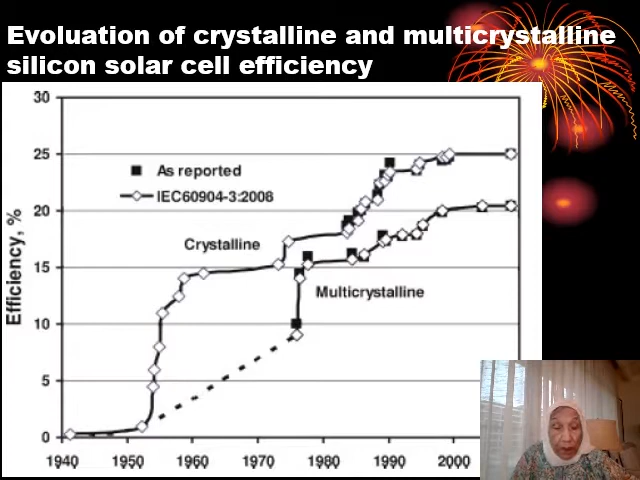 Evoluation of crystalline and multicrystalline
silicon solar cell efficiency
30
25
20
15
10
5
0
Efficiency, %
As reported
IEC60904-3:2008
Crystalline
Multicrystalline
1940 1950 1960 1970 1980 1990 2000